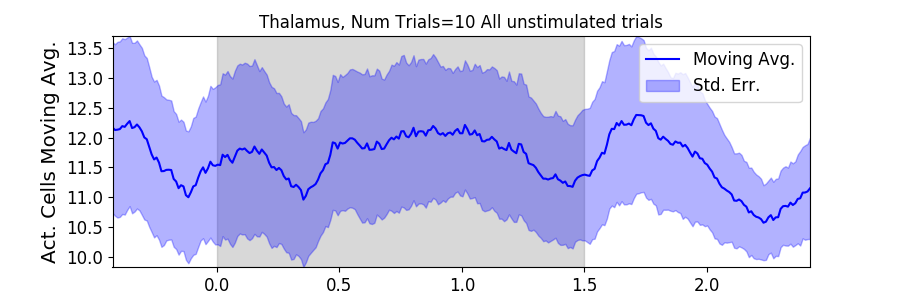 Thalamus, Num Trials=10 All unstimulated trials
Act. Cells Moving Avg.
13.5
13.0
12.5
12.0
11.5
11.0
10.5
10.0
Moving Avg.
Std. Err.
0.0 0.5 1.0 1.5 2.0